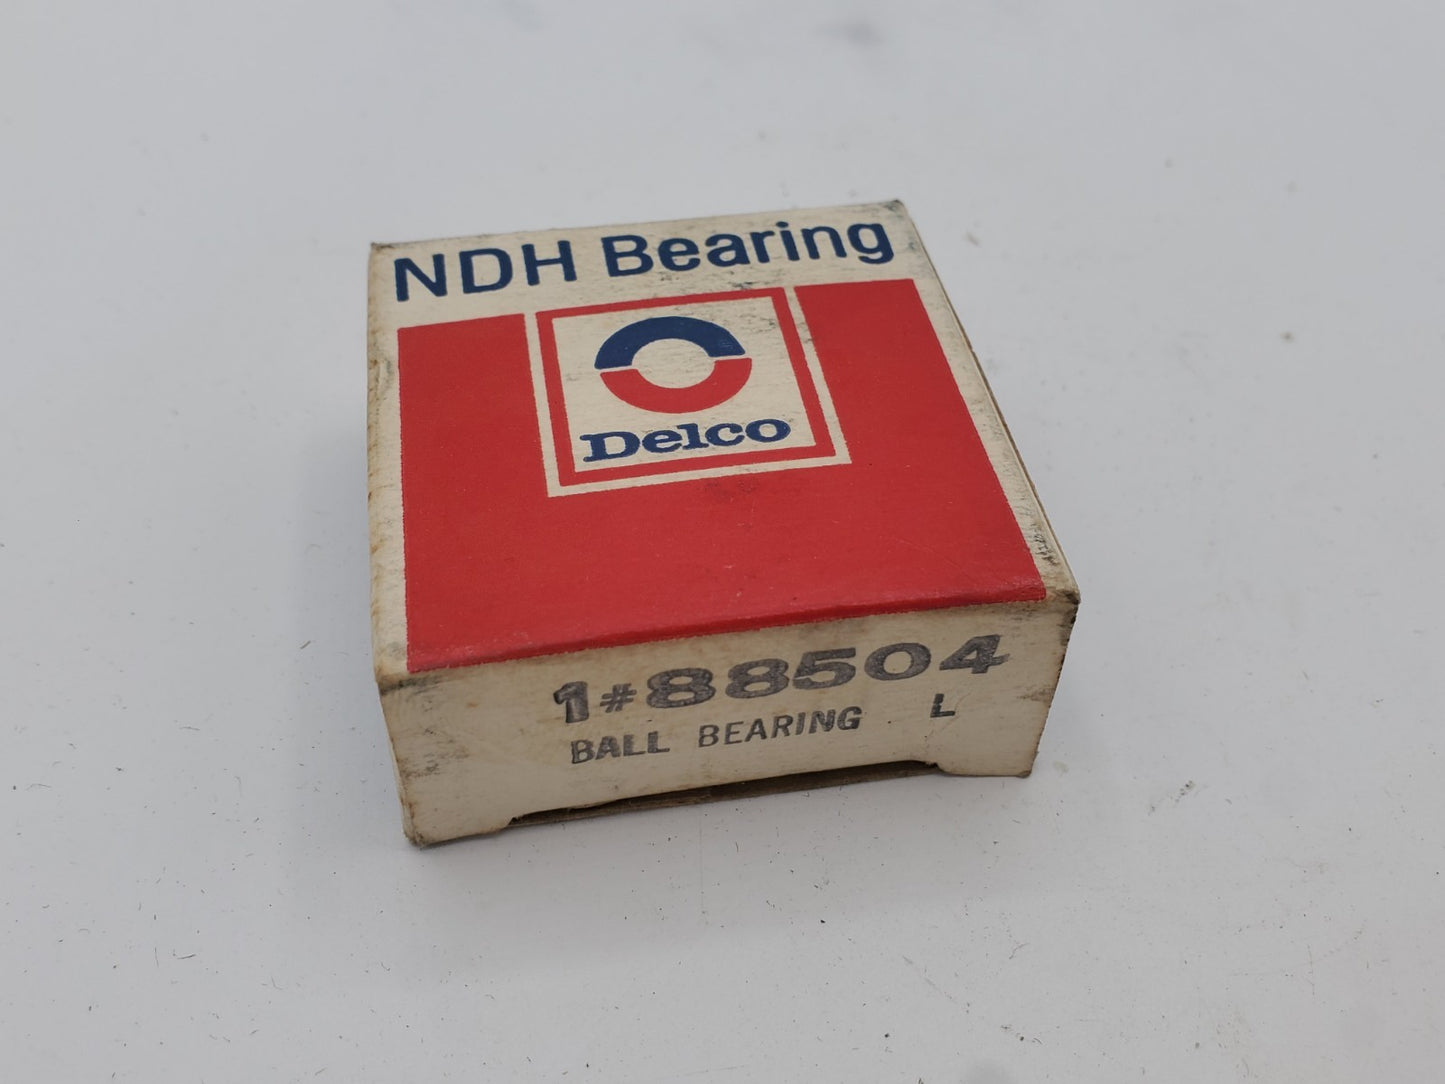 NDH Bearing
Delco
1#88504
BALL BEARING L